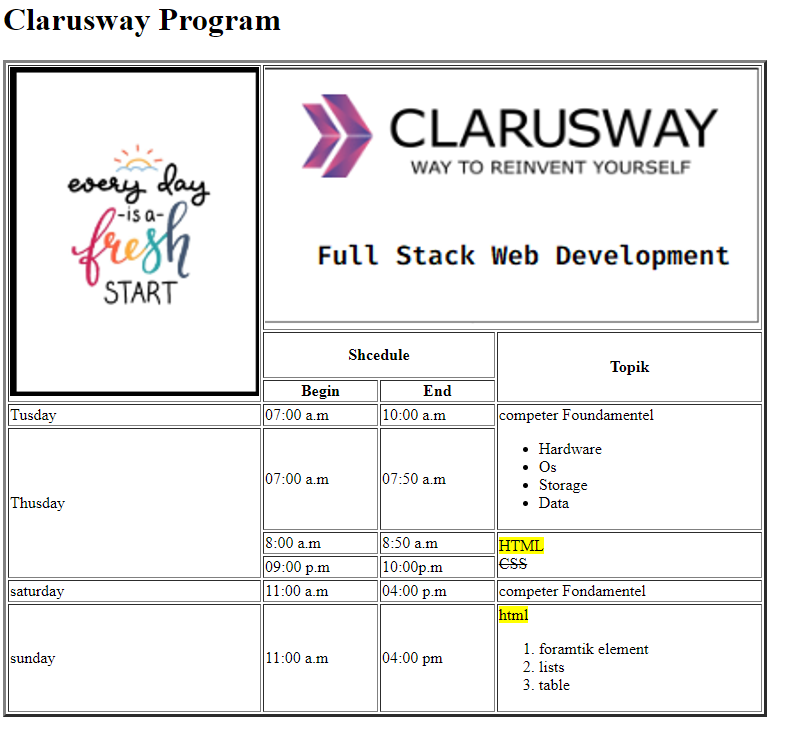 Clarusway Program
every day
-is a-
fresh
START
CLARUSWAY
WAY TO REINVENT YOURSELF
Full Stack Web Development
Shcedule
Topik
Begin
End
Tusday
07:00 a.m
10:00 a.m
competer Foundamentel
Thusday
07:00 a.m
07:50 a.m
Hardware
Os
Storage
Data
8:00 a.m
8:50 a.m
HTML
CSS
09:00 p.m
10:00p.m
saturday
11:00 a.m
04:00 p.m
competer Fondamentel
sunday
11:00 a.m
04:00 pm
html
1. foramtik element
2. lists
3. table